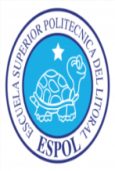 ESCUELA SUPERIOR POLITECNICA DEL LITORAL
ESPOL